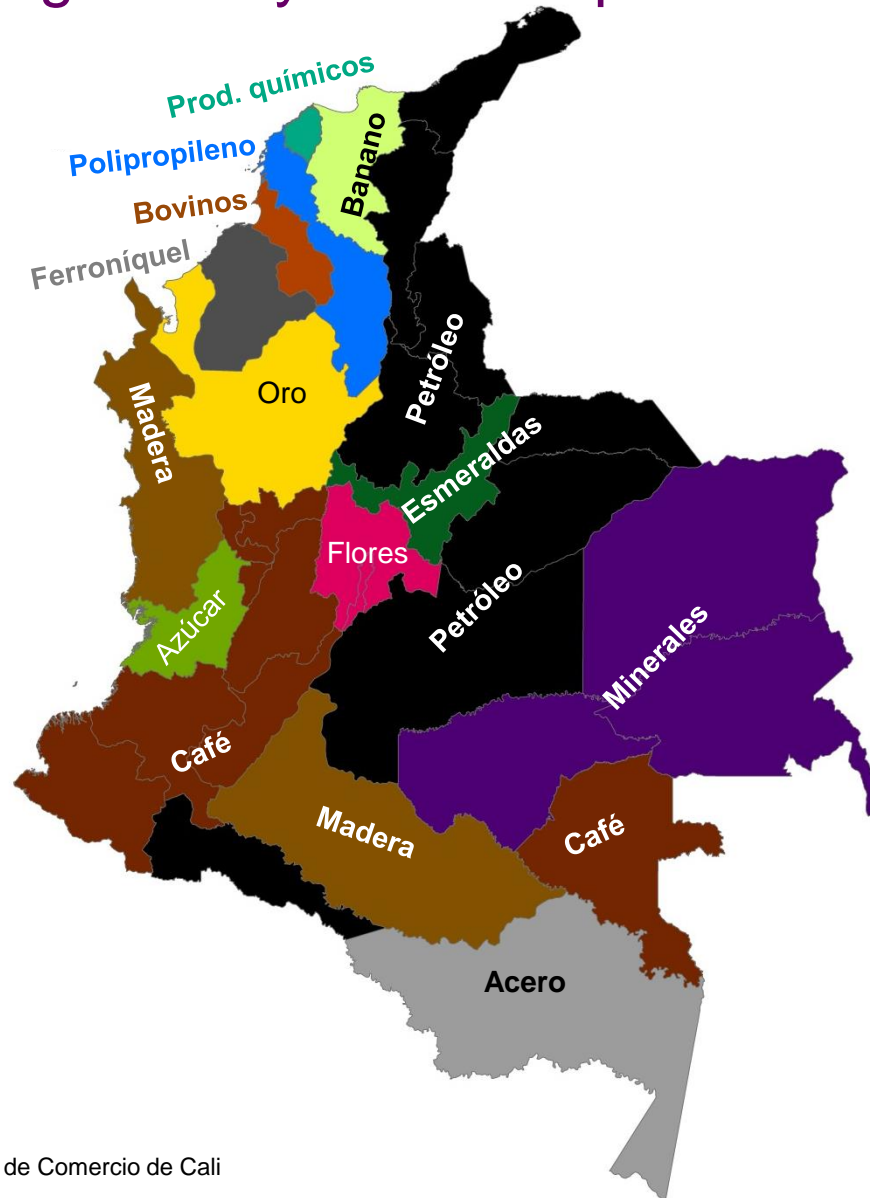 Prod. químicos
Polipropileno
Banano
Bovinos
Ferroníquel
Petróleo
Oro
Madera
Esmeraldas
Flores
Petróleo
Azúcar
Minerales
Café
Madera
Café
Acero
de Comercio de Cali